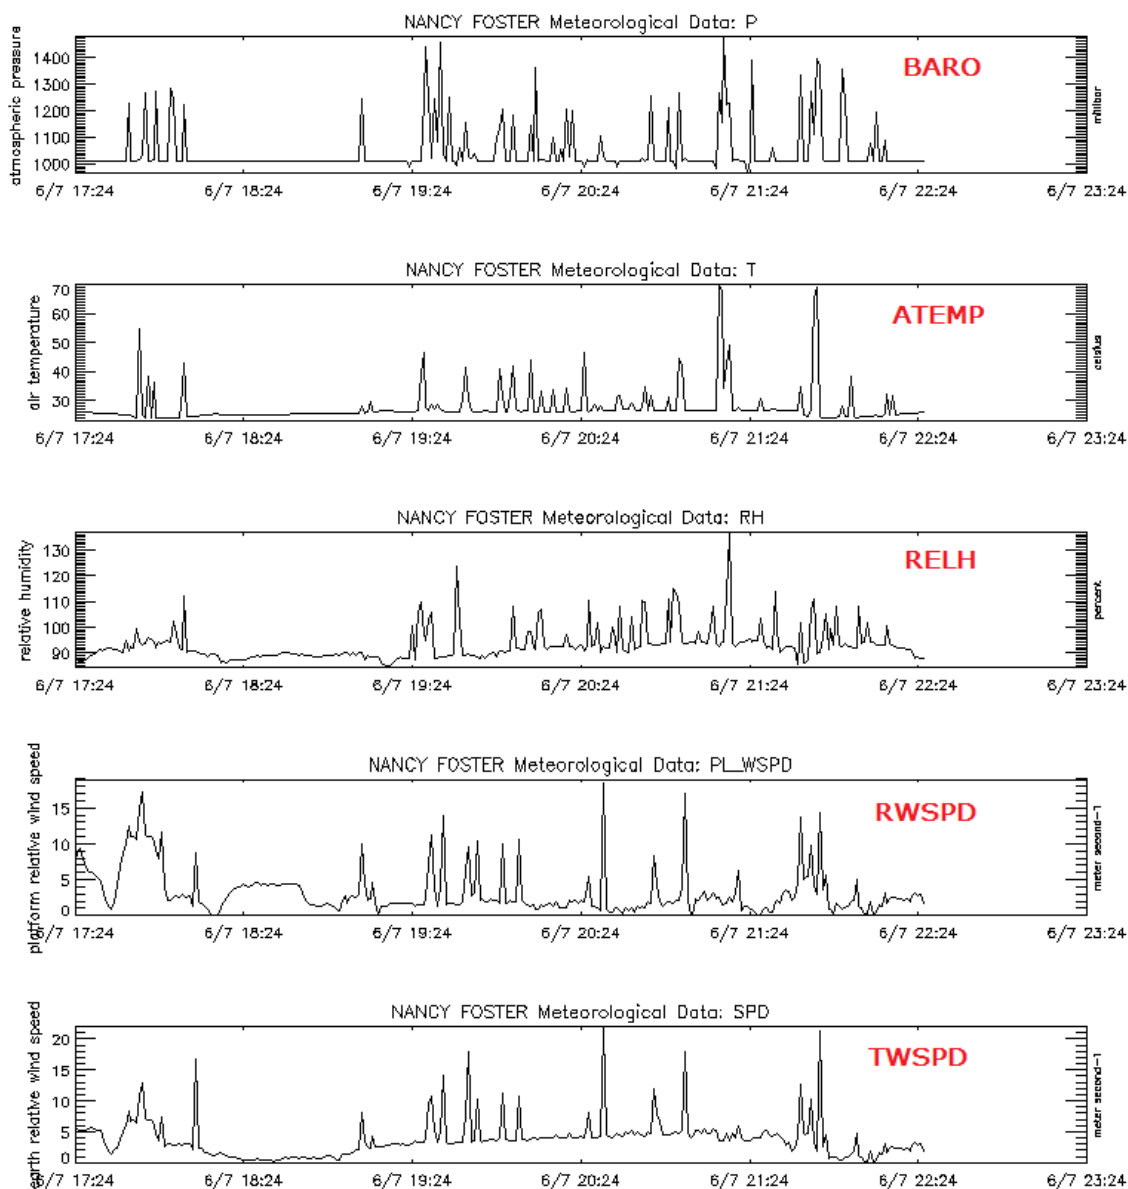 NANCY FOSTER Meteorological Data: P
atmospheric pressure
1400
1300
1200
1100
1000
BARO
millibar
6/7 17:24 6/7 18:24 6/7 19:24 6/7 20:24 6/7 21:24 6/7 22:24 6/7 23:24
NANCY FOSTER Meteorological Data: T
air temperature
70
60
50
40
30
ATEMP
celsius
6/7 17:24 6/7 18:24 6/7 19:24 6/7 20:24 6/7 21:24 6/7 22:24 6/7 23:24
NANCY FOSTER Meteorological Data: RH
relative humidity
130
120
110
100
90
RELH
percent
6/7 17:24 6/7 18:24 6/7 19:24 6/7 20:24 6/7 21:24 6/7 22:24 6/7 23:24
NANCY FOSTER Meteorological Data: PL_WSPD
platform relative wind speed
15
10
5
0
RWSPD
meter second-1
6/7 17:24 6/7 18:24 6/7 19:24 6/7 20:24 6/7 21:24 6/7 22:24 6/7 23:24
NANCY FOSTER Meteorological Data: SPD
earth relative wind speed
20
15
10
5
0
TWSPD
meter second-1
6/7 17:24 6/7 18:24 6/7 19:24 6/7 20:24 6/7 21:24 6/7 22:24 6/7 23:24